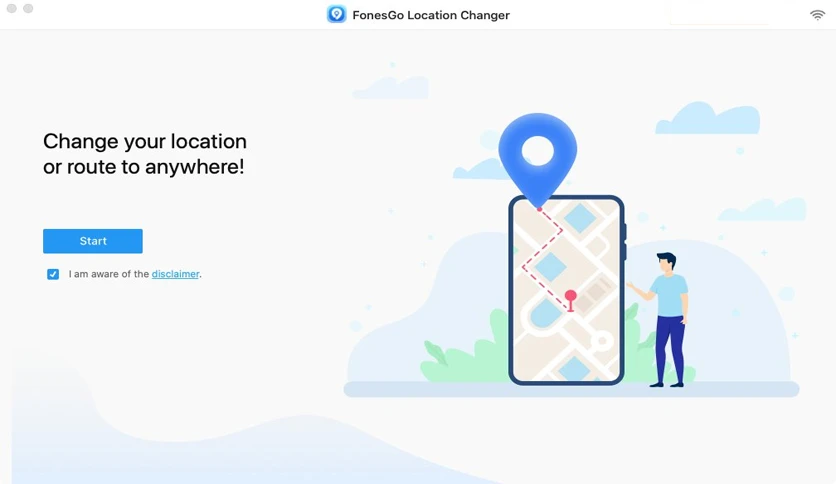 FonesGo Location Changer
Change your location
or route to anywhere!
Start
I am aware of the disclaimer.